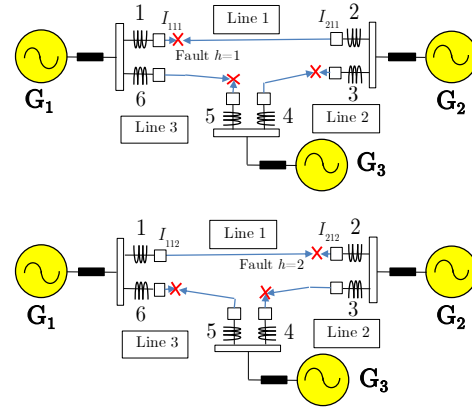 1
I₁₁₁
Line 1
I₂₁₁
2
Fault h=1
G₁
6
3
G₂
Line 3
5
4
Line 2
G₃
1
I₁₁₂
Line 1
I₂₁₂
2
Fault h=2
G₁
6
3
G₂
Line 3
5
4
Line 2
G₃